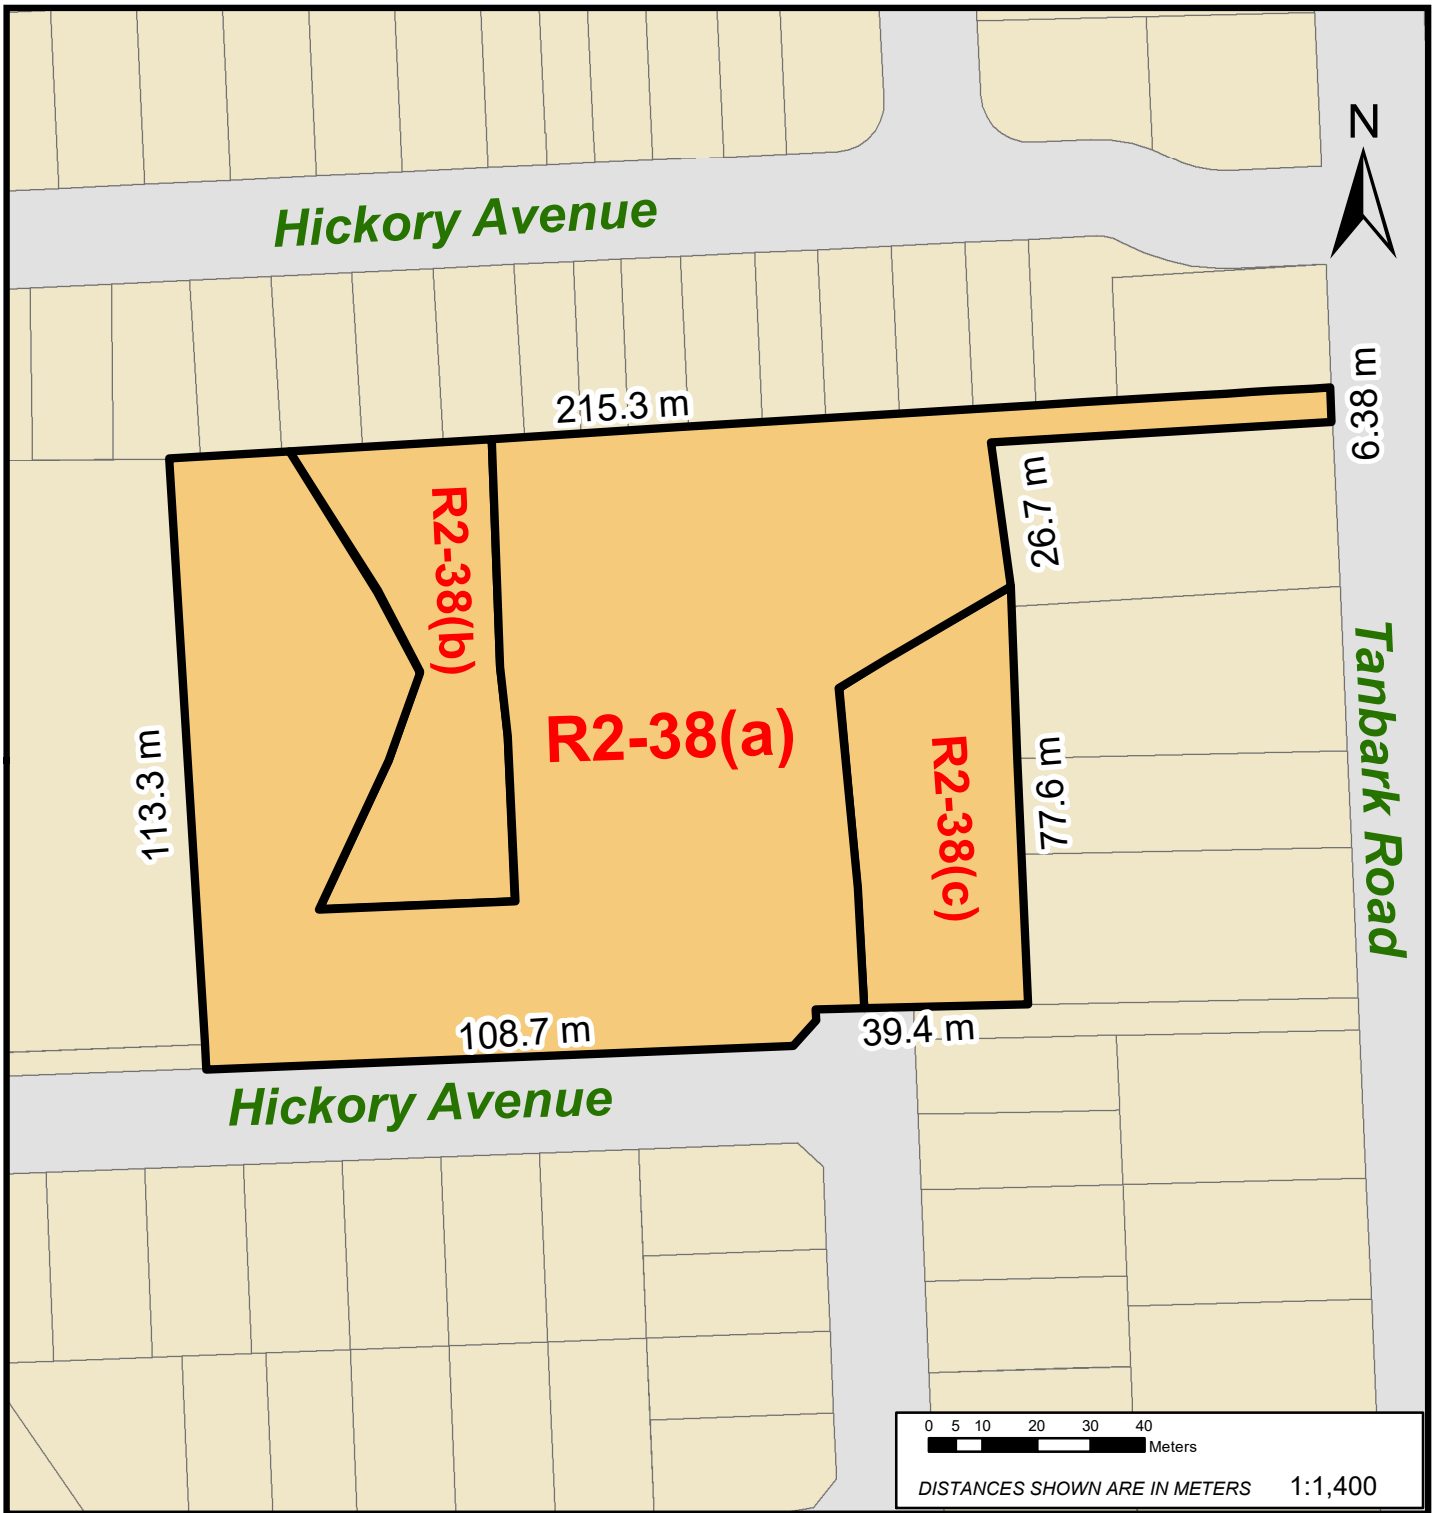 N
Hickory Avenue
6.38 m
215.3 m
26.7 m
R2-38(b)
Tanbark Road
R2-38(a)
113.3 m
R2-38(c)
77.6 m
108.7 m
39.4 m
Hickory Avenue
0 5 10 20 30 40
Meters
DISTANCES SHOWN ARE IN METERS 1:1,400